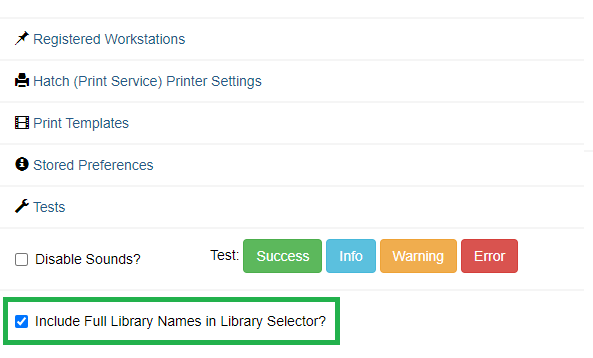 Registered Workstations
Hatch (Print Service) Printer Settings
Print Templates
Stored Preferences
Tests
Disable Sounds? Test: Success Info Warning Error
Include Full Library Names in Library Selector?